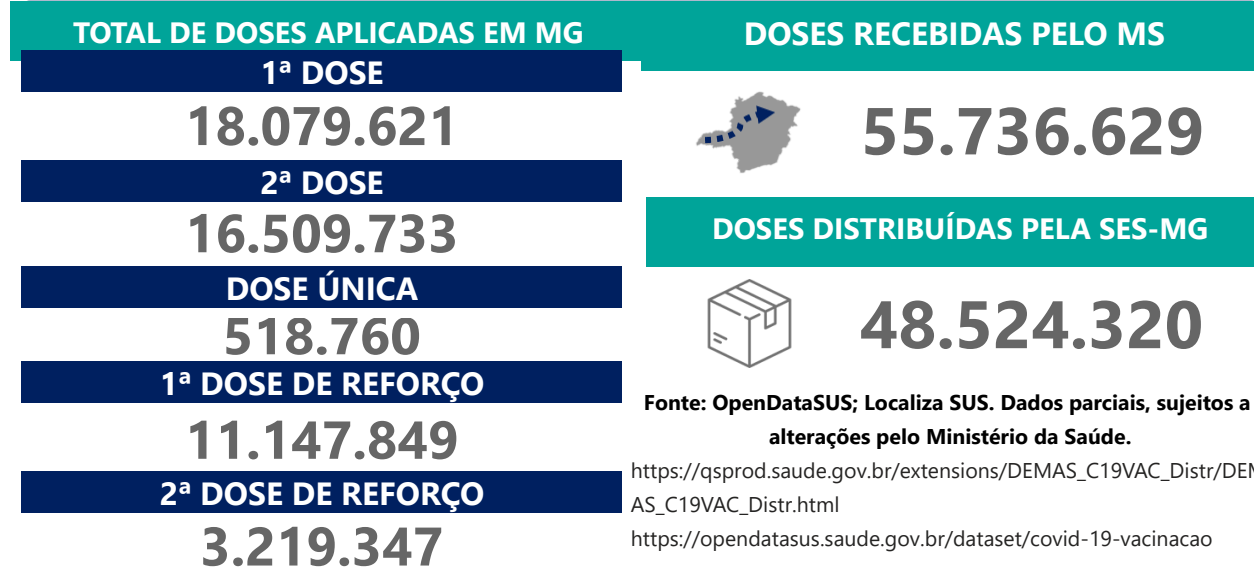 TOTAL DE DOSES APLICADAS EM MG
1ª DOSE
18.079.621
2ª DOSE
16.509.733
DOSE ÚNICA
518.760
1ª DOSE DE REFORÇO
11.147.849
2ª DOSE DE REFORÇO
3.219.347
DOSES RECEBIDAS PELO MS
55.736.629
DOSES DISTRIBUÍDAS PELA SES-MG
48.524.320
Fonte: OpenDataSUS; Localiza SUS. Dados parciais, sujeitos a
alterações pelo Ministério da Saúde.
https://qsprod.saude.gov.br/extensions/DEMAS_C19VAC_Distr/DEM
AS_C19VAC_Distr.html
https://opendatasus.saude.gov.br/dataset/covid-19-vacinacao